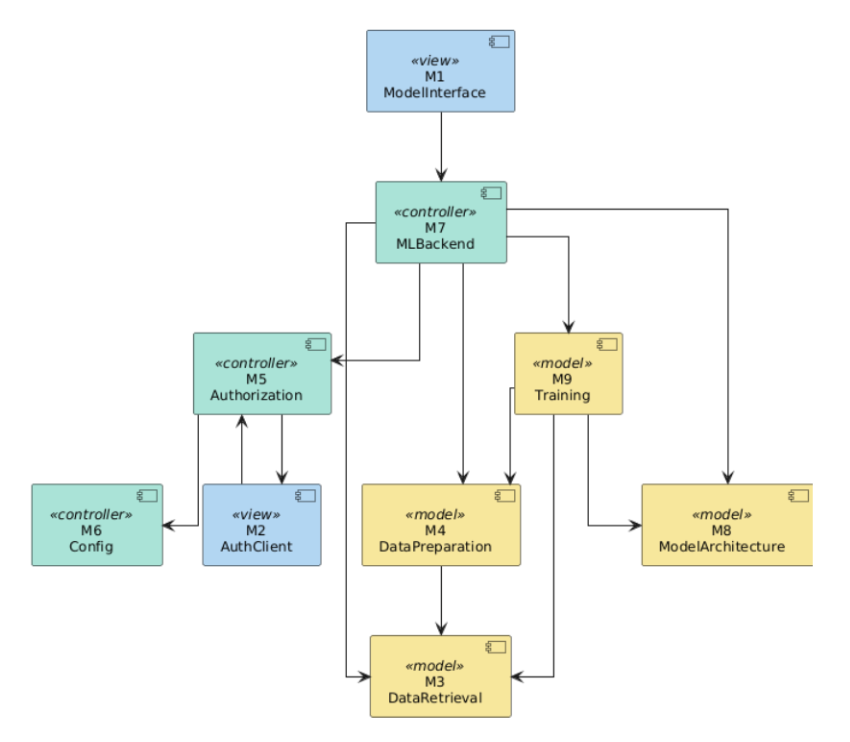 «view»
M1
ModelInterface
«controller»
M7
MLBackend
«controller»
M5
Authorization
«model»
M9
Training
«controller»
M6
Config
«view»
M2
AuthClient
«model»
M4
DataPreparation
«model»
M8
ModelArchitecture
«model»
M3
DataRetrieval